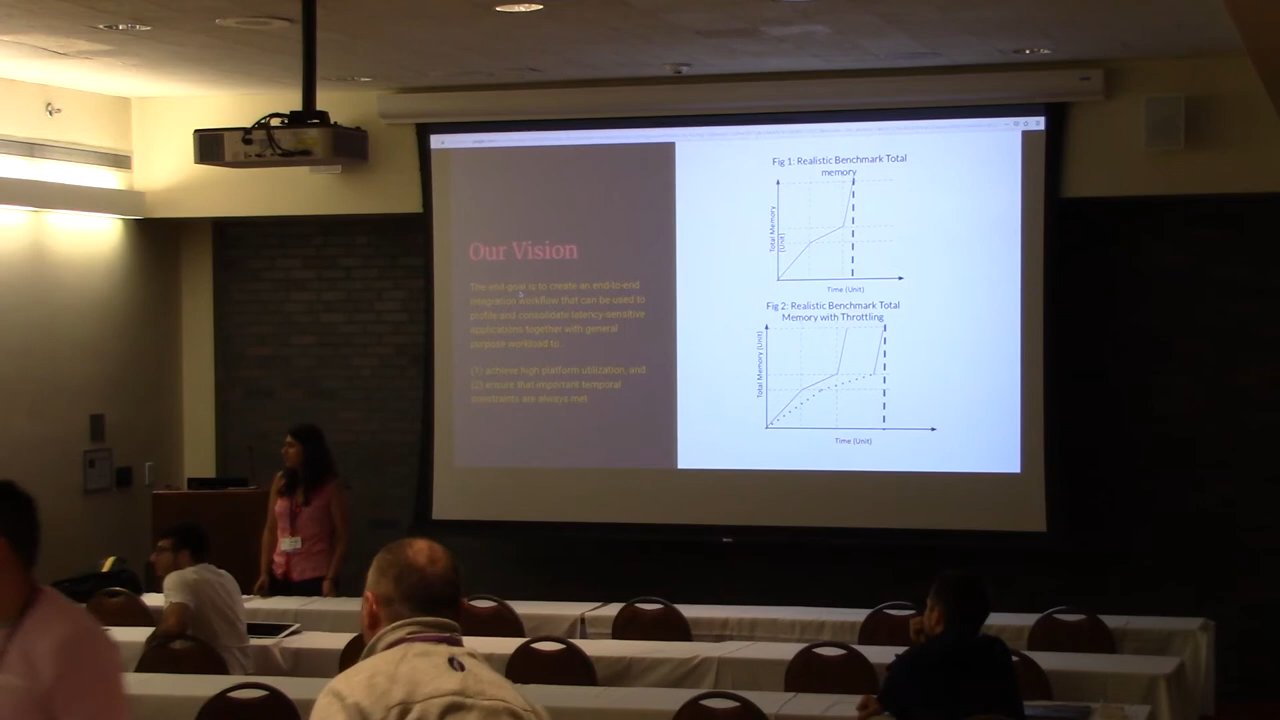 Our Vision
The end-goal is to create an end-to-end
integration workflow that can be used to
profile and consolidate latency-sensitive
applications together with general
purpose workload to
(1) achieve high platform utilization, and
(2) ensure that important temporal
constraints are always met
Fig 1: Realistic Benchmark Total
memory
Total Memory
(Unit)
Time (Unit)
Fig 2: Realistic Benchmark Total
Memory with Throttling
Total Memory (Unit)
Time (Unit)